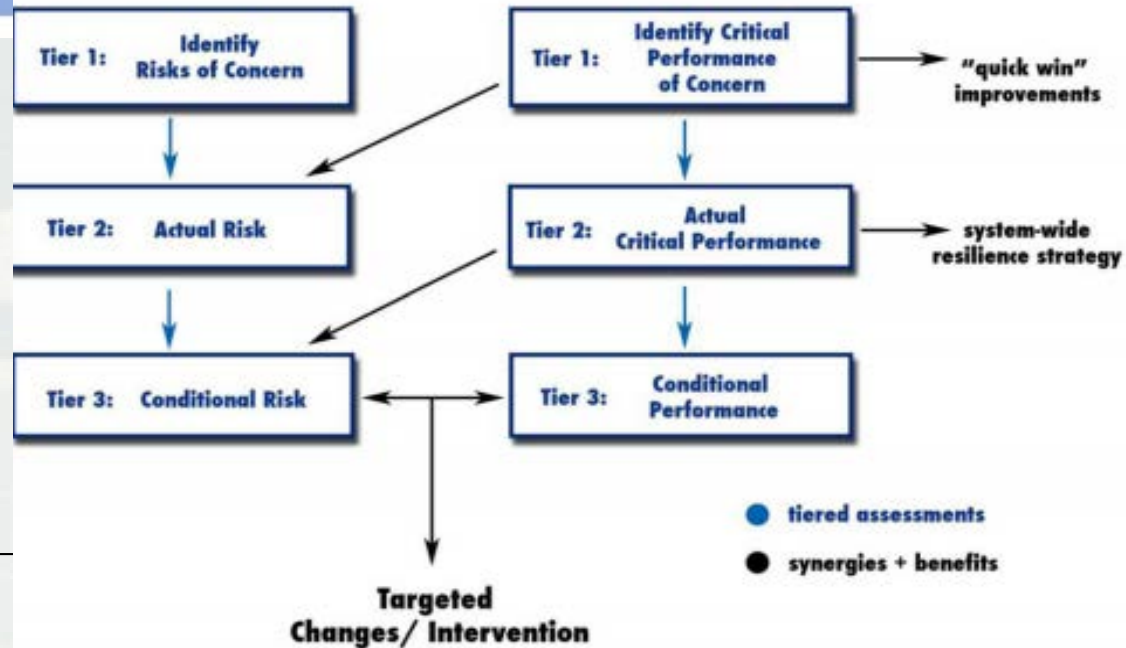 Tier 1: Identify
Risks of Concern
Tier 1: Identify Critical
Performance
of Concern
"quick win"
improvements
Tier 2: Actual Risk
Tier 2: Actual
Critical Performance
system-wide
resilience strategy
Tier 3: Conditional Risk
Tier 3: Conditional
Performance
tiered assessments
synergies + benefits
Targeted
Changes/ Intervention